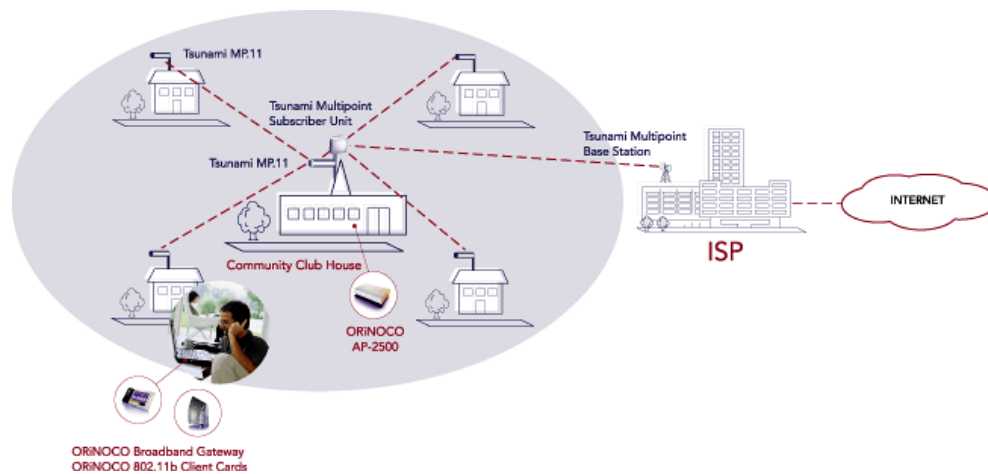 Tsunami MP.11
Tsunami Multipoint
Subscriber Unit
Tsunami MP.11
Tsunami Multipoint
Base Station
INTERNET
ISP
Community Club House
ORiNOCO
AP-2500
ORiNOCO Broadband Gateway
ORiNOCO 802.11b Client Cards